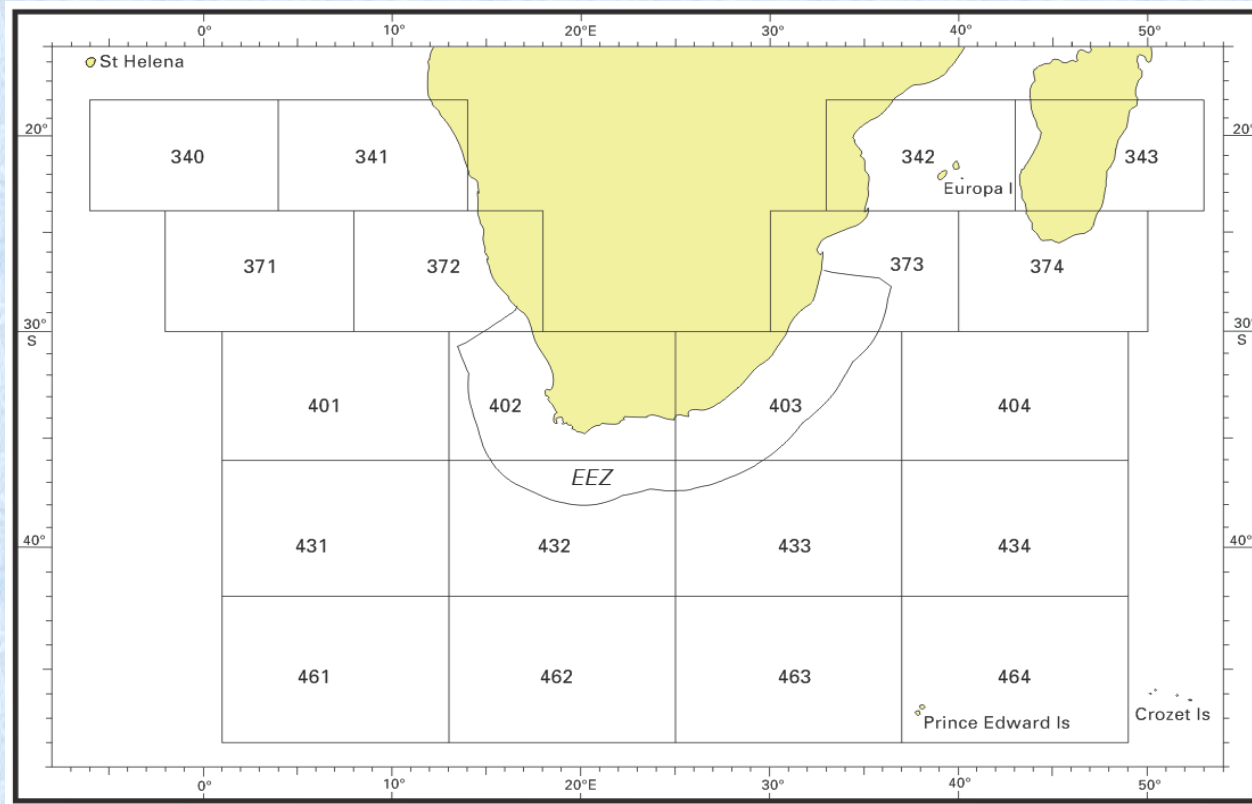 0° 10° 20°E 30° 40° 50°
St Helena
20° 20°
340 341 342 343
Europa I
371 372 373 374
30° 30°
S S
401 402 403 404
EEZ
40° 40°
431 432 433 434
461 462 463 464
Prince Edward Is
Crozet Is
0° 10° 20°E 30° 40° 50°